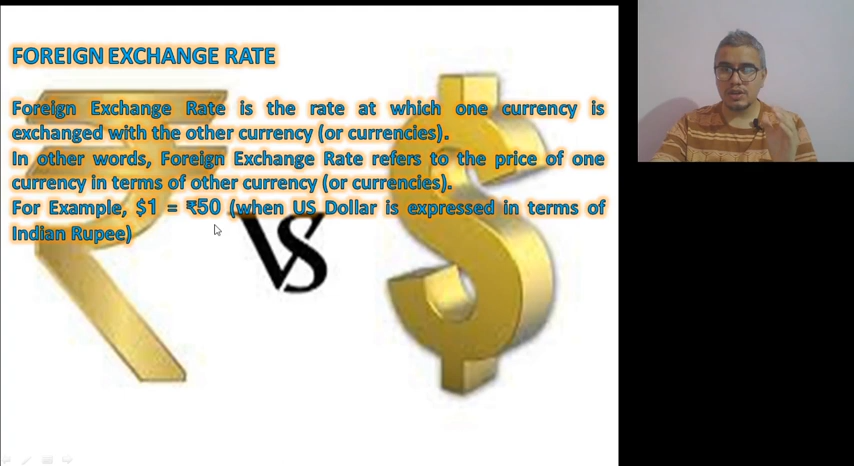 FOREIGN EXCHANGE RATE
Foreign Exchange Rate is the rate at which one currency is
exchanged with the other currency (or currencies).
In other words, Foreign Exchange Rate refers to the price of one
currency in terms of other currency (or currencies).
For Example, $1 = ₹50 (when US Dollar is expressed in terms of
Indian Rupee)
VS